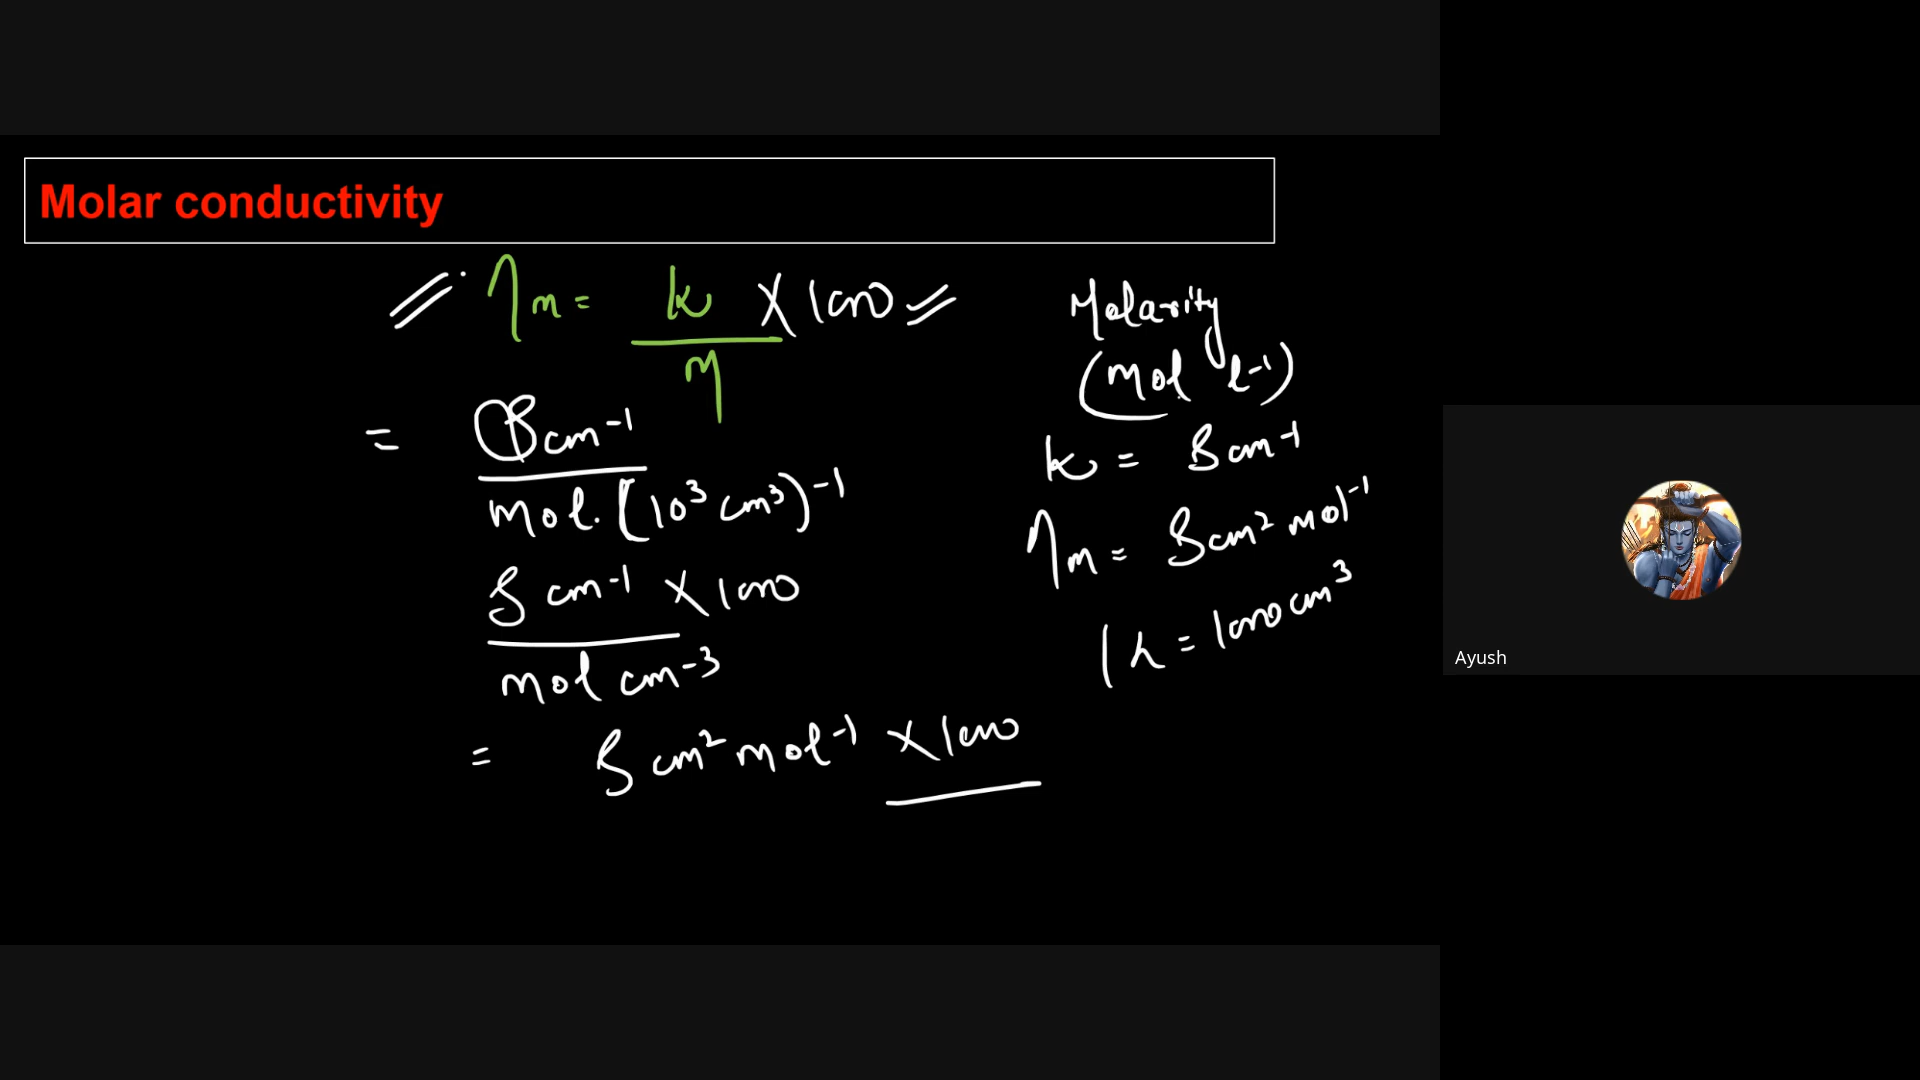 Molar conductivity
Λm = k/M × 1000
= S cm⁻¹ / mol. (10³ cm³)⁻¹
S cm⁻¹ × 1000 / mol cm⁻³
= S cm² mol⁻¹ × 1000
Molarity
(mol l⁻¹)
k = S cm⁻¹
Λm = S cm² mol⁻¹
1 L = 1000 cm³
Ayush